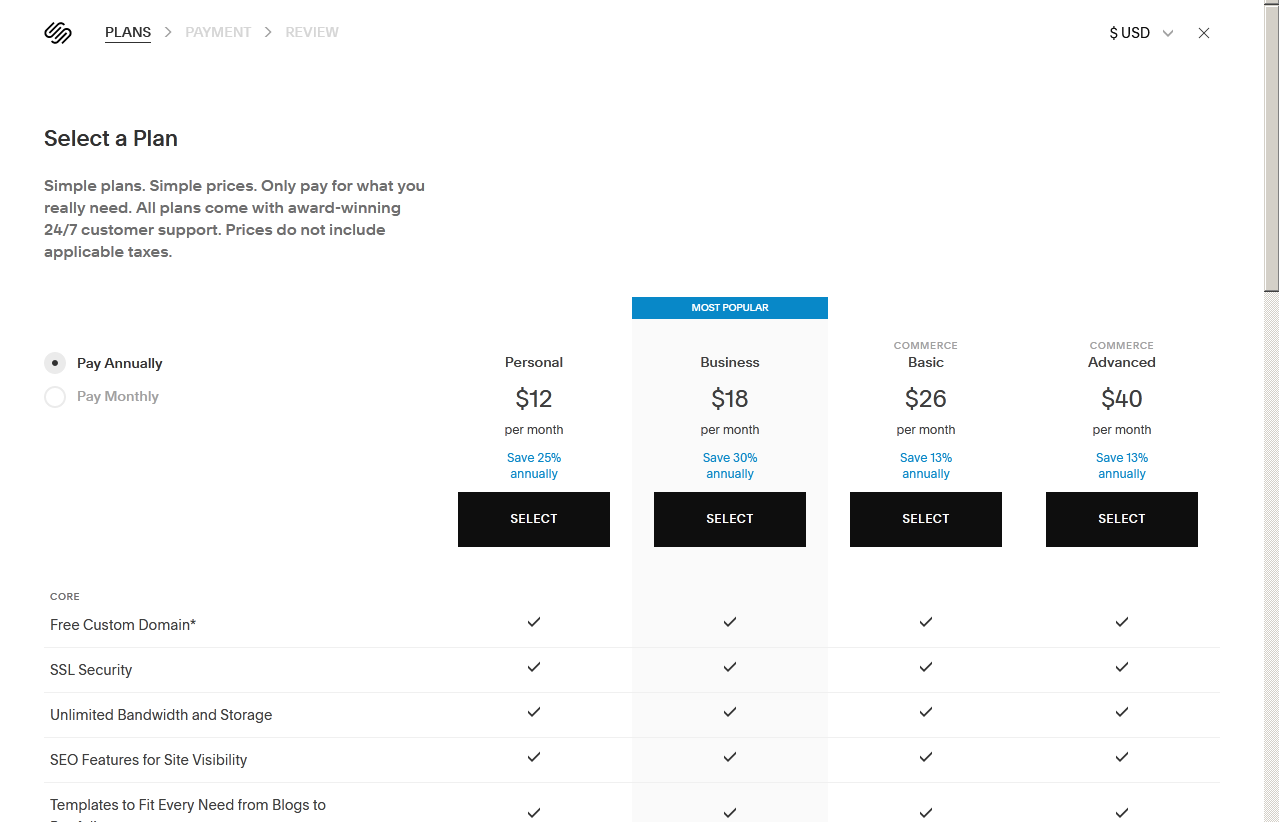 PLANS PAYMENT REVIEW $ USD
Select a Plan
Simple plans. Simple prices. Only pay for what you
really need. All plans come with award-winning
24/7 customer support. Prices do not include
applicable taxes.
MOST POPULAR
COMMERCE COMMERCE
Pay Annually Personal Business Basic Advanced
Pay Monthly $12 $18 $26 $40
per month per month per month per month
Save 25% Save 30% Save 13% Save 13%
annually annually annually annually
SELECT SELECT SELECT SELECT
CORE
Free Custom Domain*
SSL Security
Unlimited Bandwidth and Storage
SEO Features for Site Visibility
Templates to Fit Every Need from Blogs to